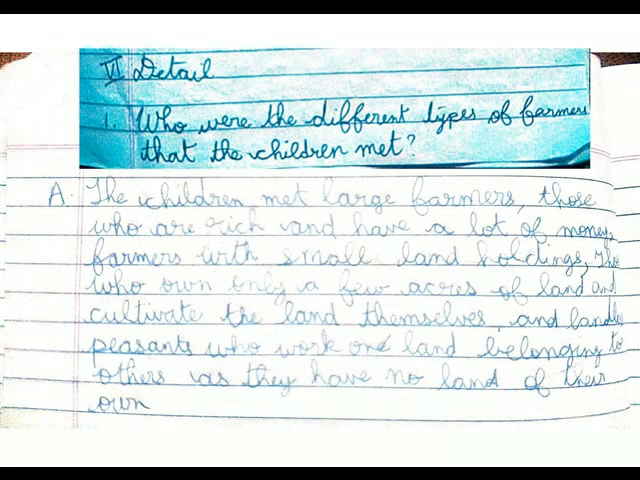 VI Detail
1. Who were the different types of farmers
that the children met?
A. The children met large farmers, those
who are rich and have a lot of money,
farmers with small land holdings,
who own only a few acres of land and
cultivate the land themselves, and
peasants who work on land belonging to
others as they have no land of their
own